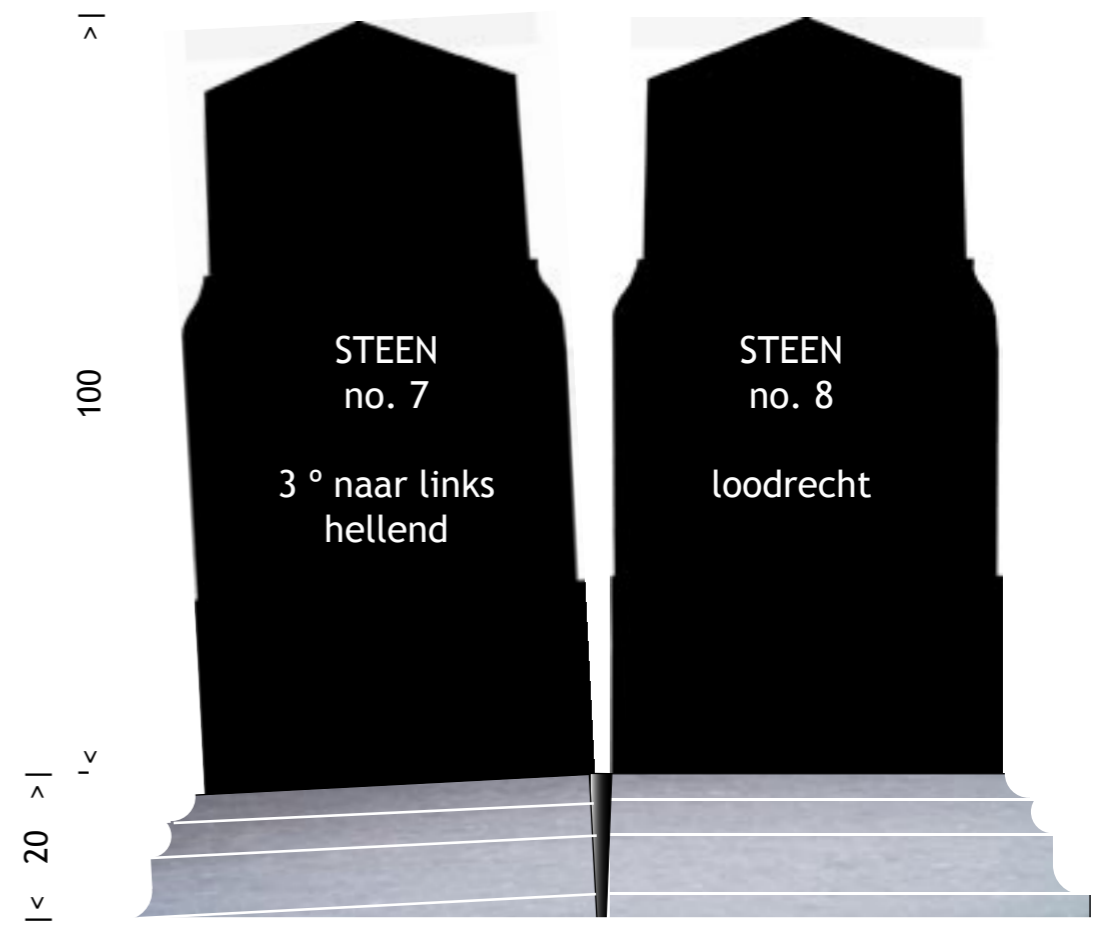 STEEN
no. 7
3 º naar links
hellend
STEEN
no. 8
loodrecht
100
20